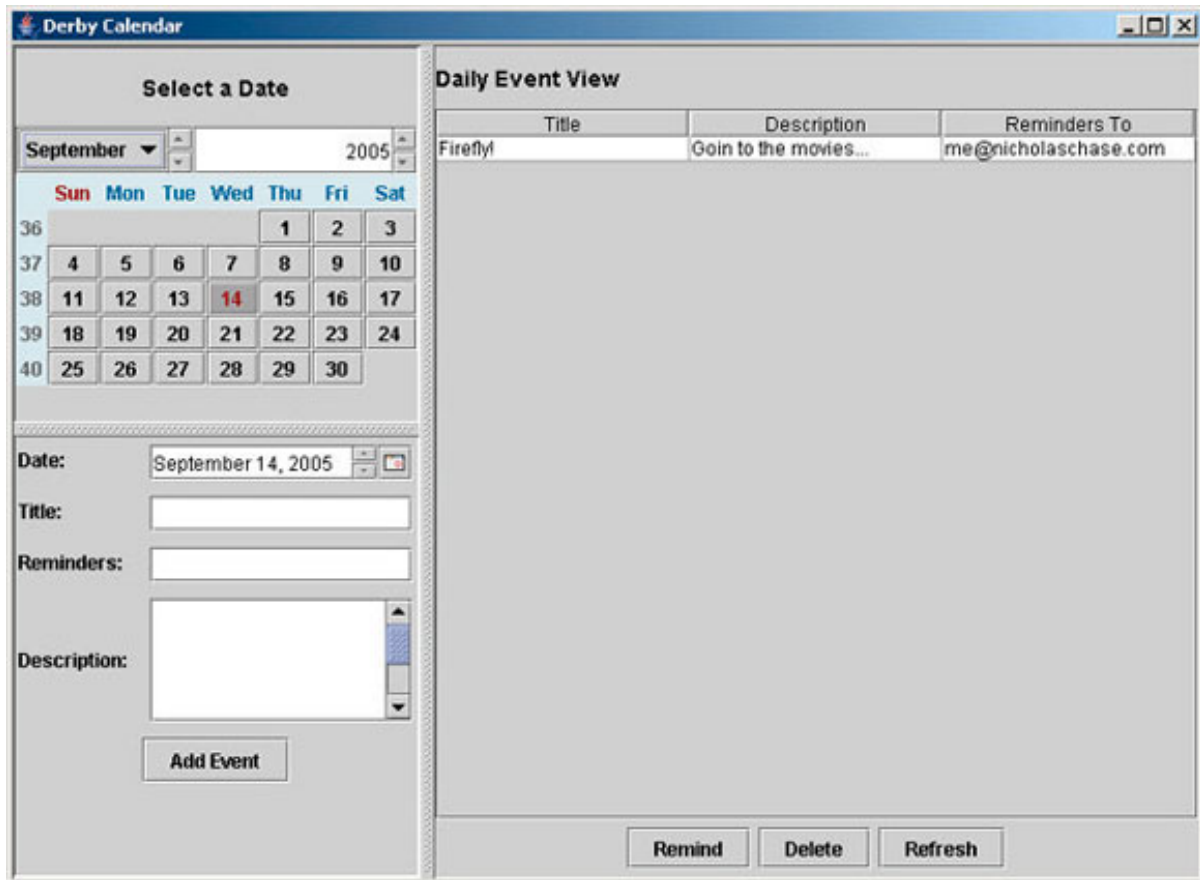 Derby Calendar
Select a Date
September 2005
Sun Mon Tue Wed Thu Fri Sat
36 1 2 3
37 4 5 6 7 8 9 10
38 11 12 13 14 15 16 17
39 18 19 20 21 22 23 24
40 25 26 27 28 29 30
Date: September 14, 2005
Title:
Reminders:
Description:
Add Event
Daily Event View
Title Description Reminders To
Firefly! Goin to the movies... me@nicholaschase.com
Remind Delete Refresh